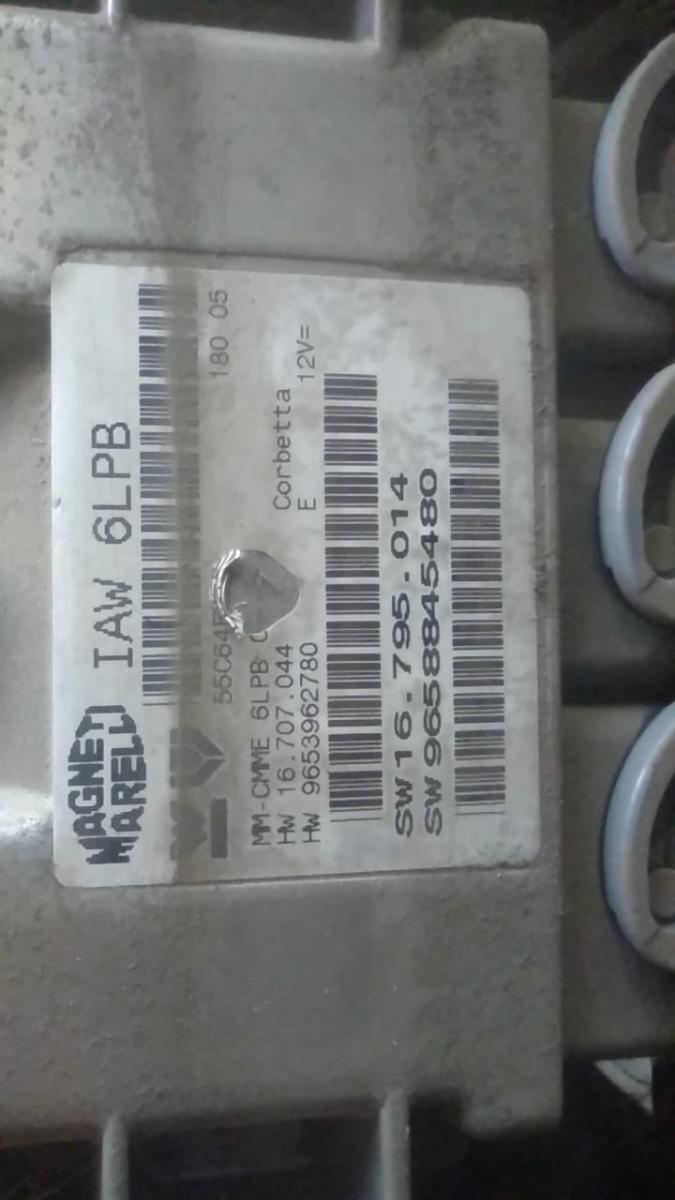 MAGNETI
MARELLI
IAW 6LPB
180 05
MM-CMME 6LPB
HW 16.707.044 Corbetta
HW 9653962780 E 12V=
SW 16.795.014
SW 9658845480